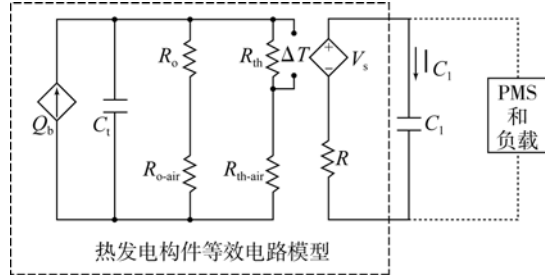 R_o
R_th
ΔT
V_s
I_C1
Q_b
C_t
C_1
PMS
和
负载
R_o-air
R_th-air
R
热发电构件等效电路模型